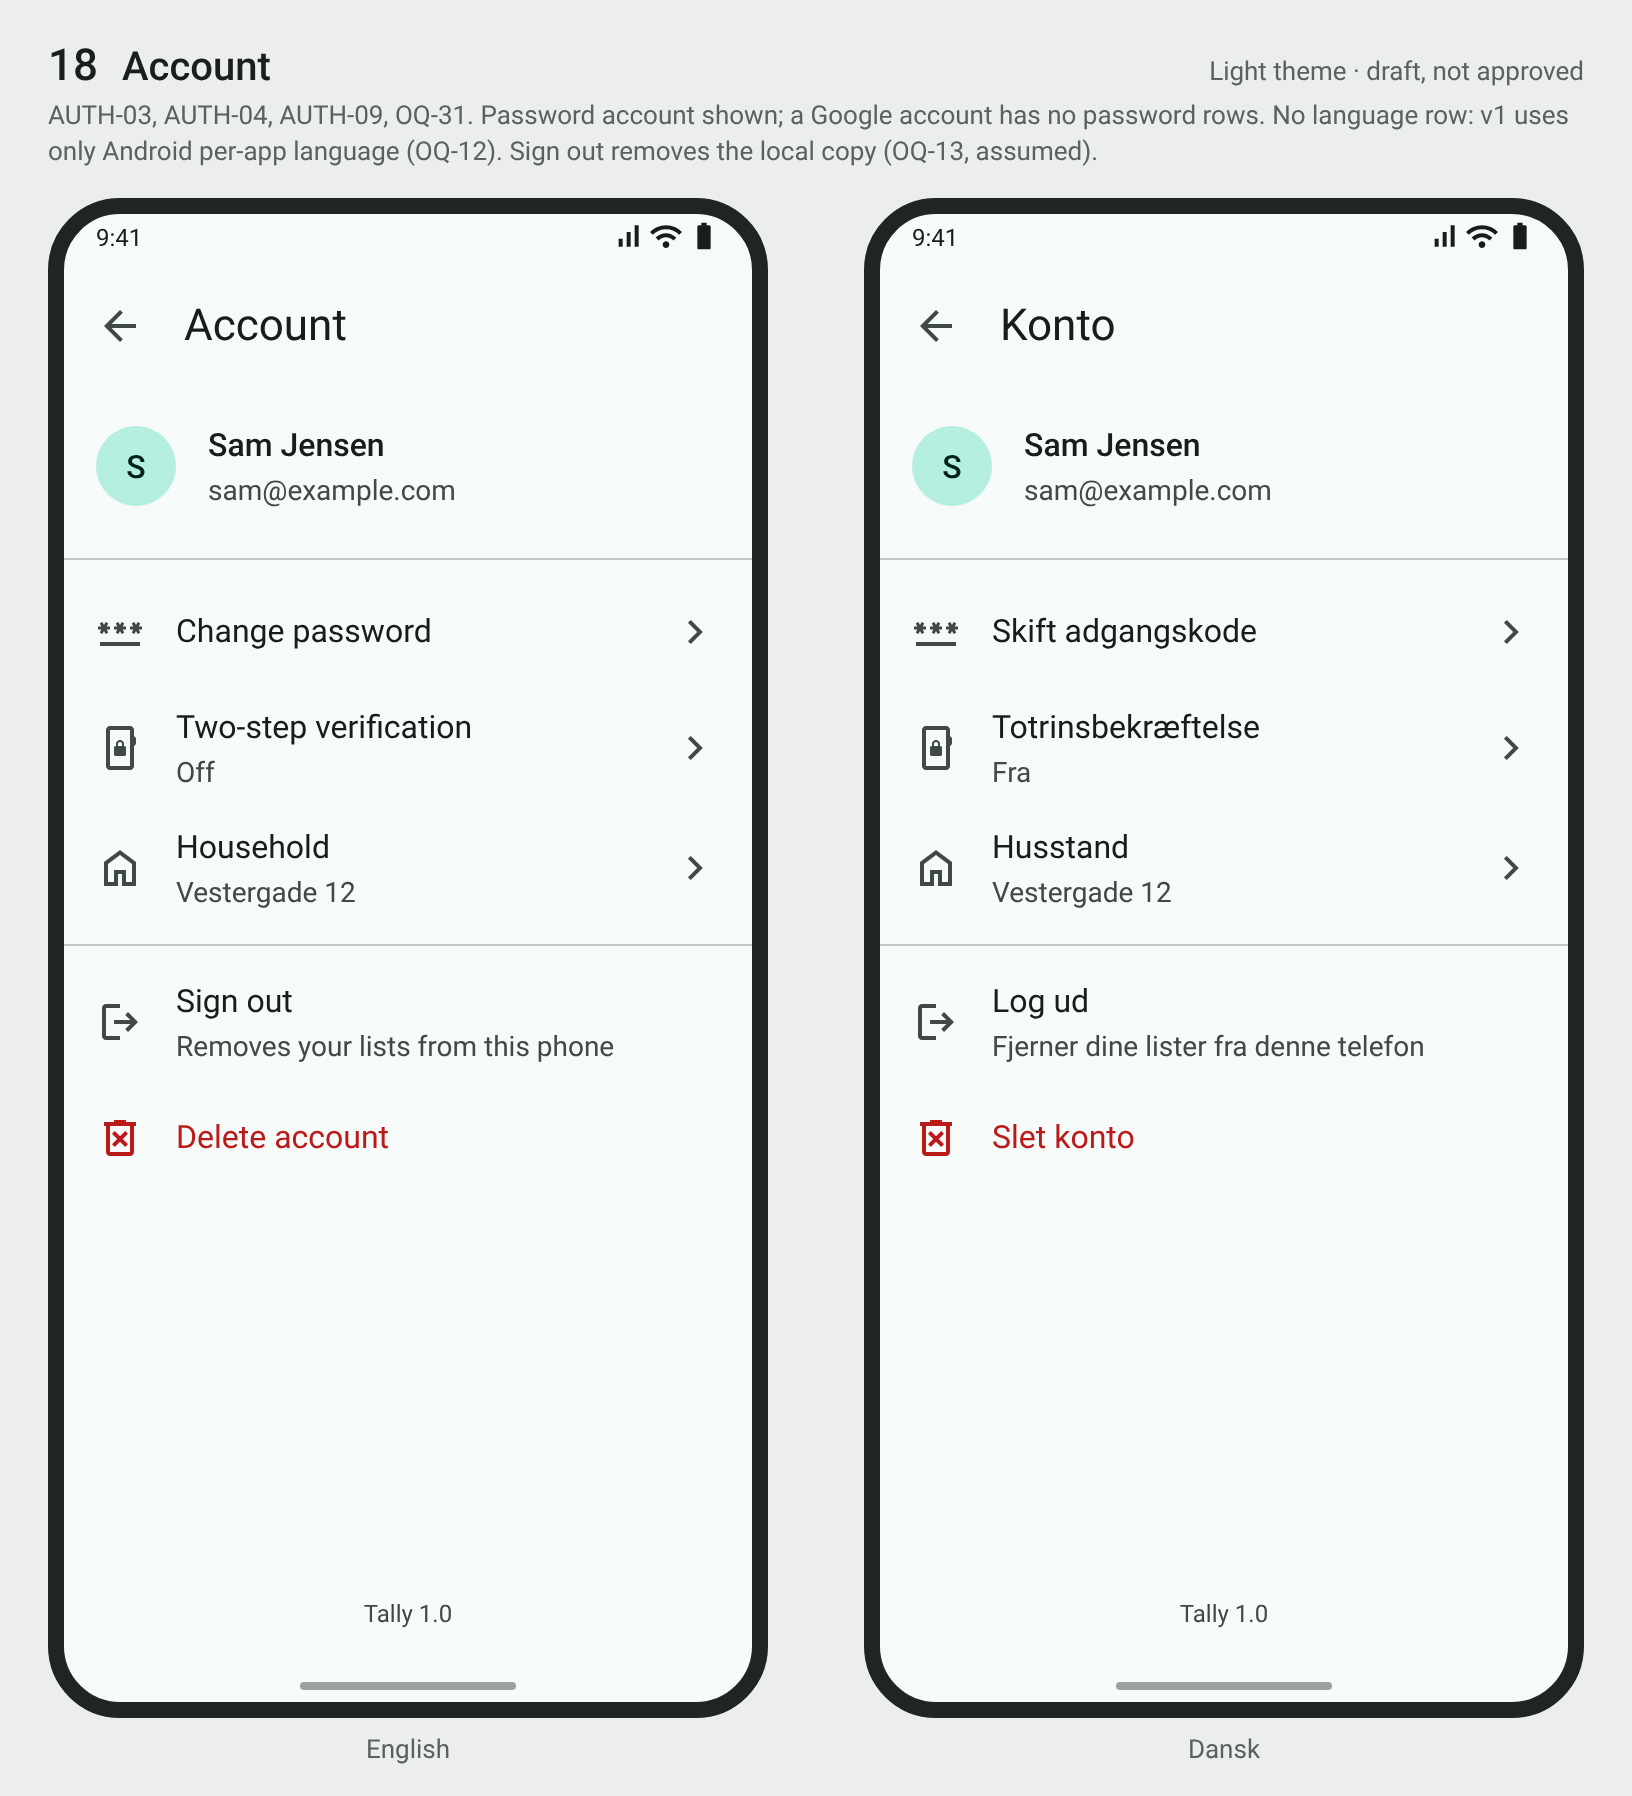 18 Account
Light theme · draft, not approved
AUTH-03, AUTH-04, AUTH-09, OQ-31. Password account shown; a Google account has no password rows. No language row: v1 uses
only Android per-app language (OQ-12). Sign out removes the local copy (OQ-13, assumed).
9:41
Account
S
Sam Jensen
sam@example.com
Change password
Two-step verification
Off
Household
Vestergade 12
Sign out
Removes your lists from this phone
Delete account
Tally 1.0
English
9:41
Konto
S
Sam Jensen
sam@example.com
Skift adgangskode
Totrinsbekræftelse
Fra
Husstand
Vestergade 12
Log ud
Fjerner dine lister fra denne telefon
Slet konto
Tally 1.0
Dansk